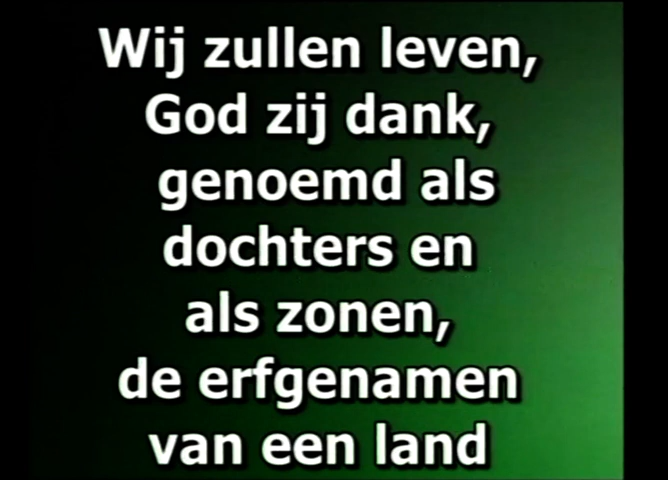 Wij zullen leven,
God zij dank,
genoemd als
dochters en
als zonen,
de erfgenamen
van een land